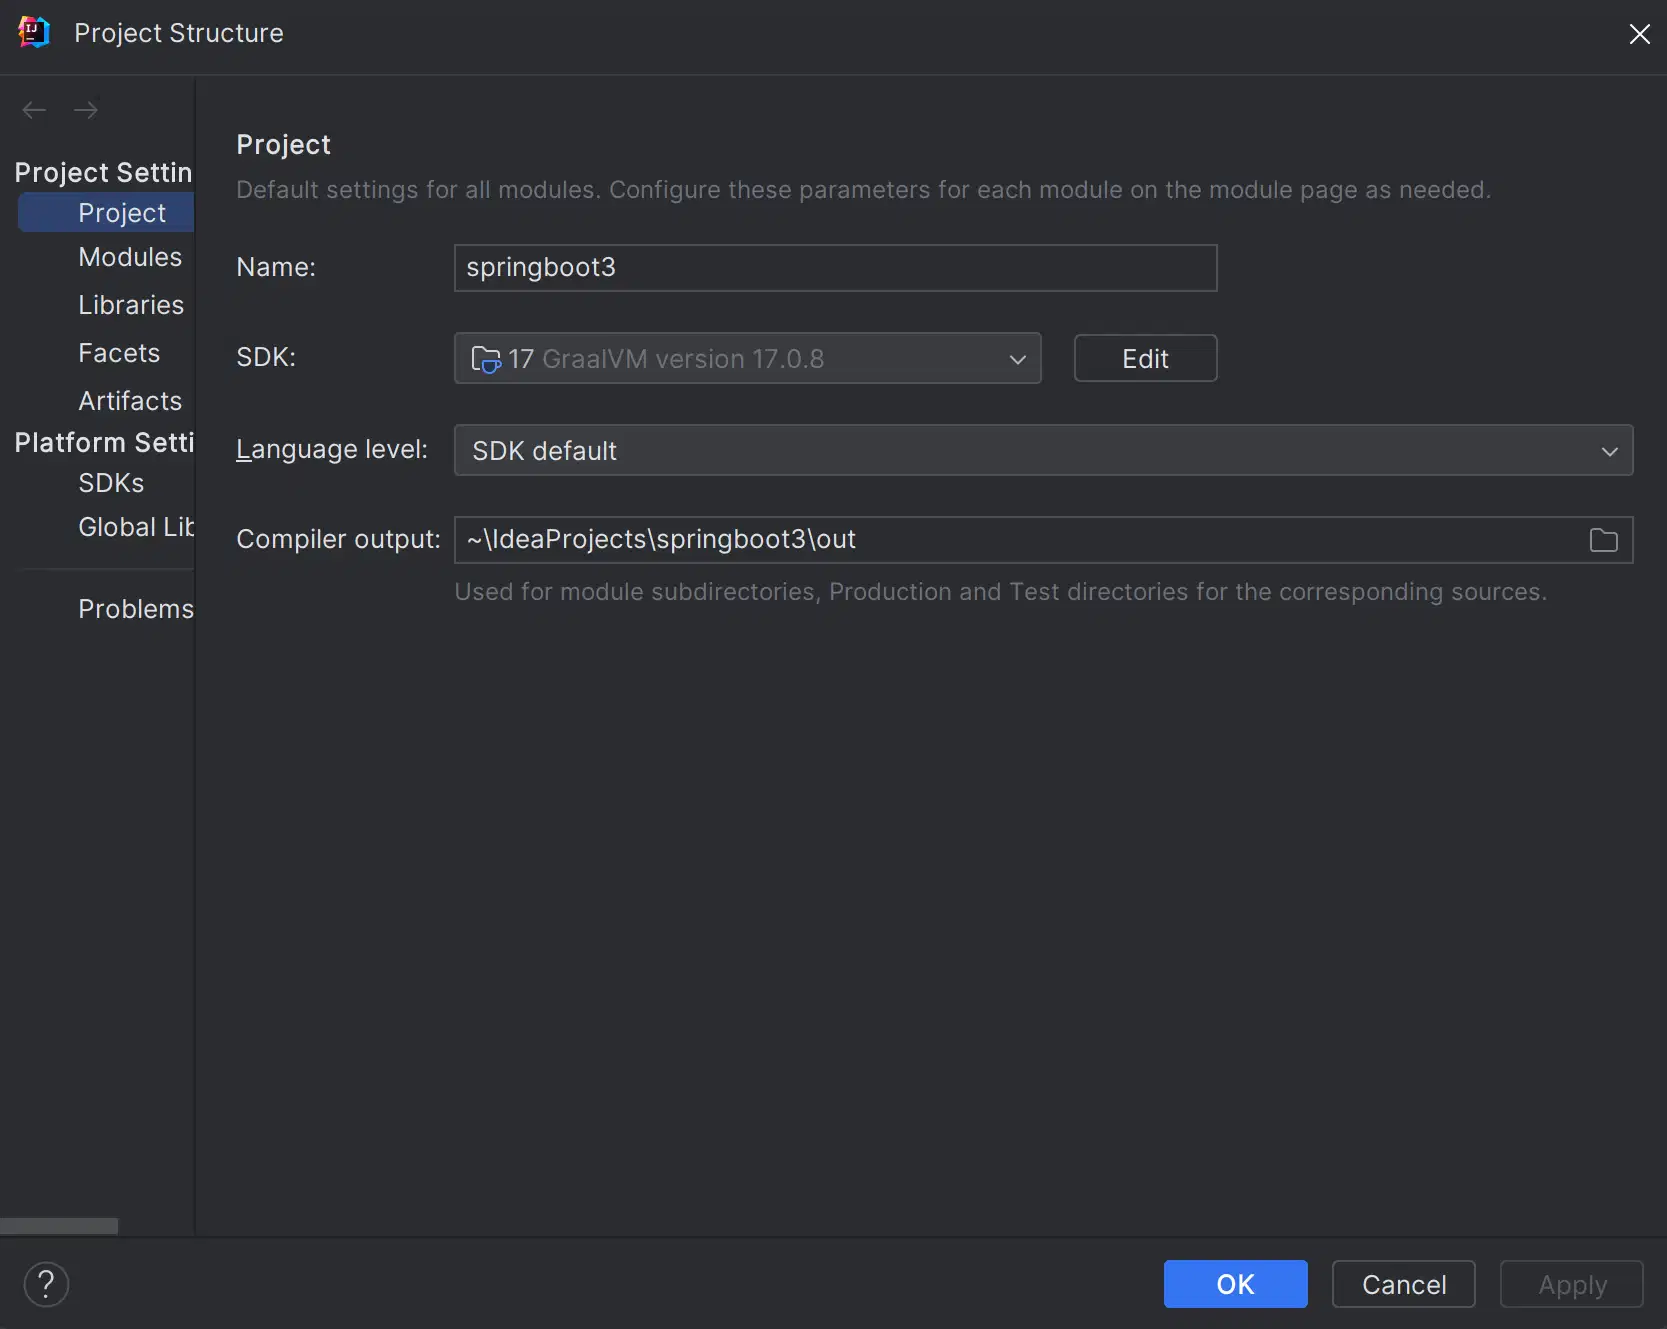 Project Structure
Project Settin
Project
Modules
Libraries
Facets
Artifacts
Platform Setti
SDKs
Global Lib
Problems
Project
Default settings for all modules. Configure these parameters for each module on the module page as needed.
Name: springboot3
SDK: 17 GraalVM version 17.0.8 Edit
Language level: SDK default
Compiler output: ~\IdeaProjects\springboot3\out
Used for module subdirectories, Production and Test directories for the corresponding sources.
? OK Cancel Apply